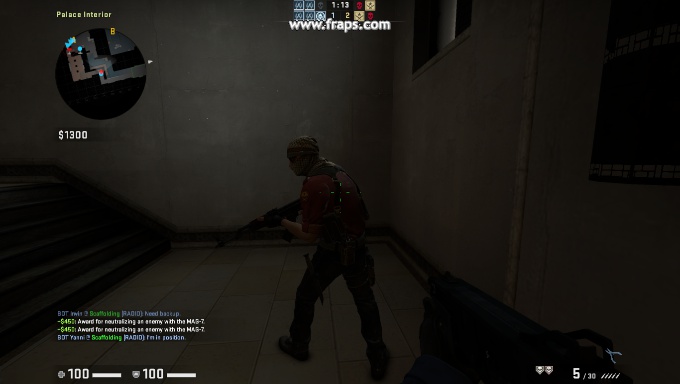 Palace Interior
1:13
1 2
www.fraps.com
B
$1300
BOT Irwin @ Scaffolding (RADIO): Need backup.
-$450: Award for neutralizing an enemy with the MAG-7.
-$450: Award for neutralizing an enemy with the MAG-7.
BOT Yanni @ Scaffolding (RADIO): I'm in position.
100 100 5 / 30